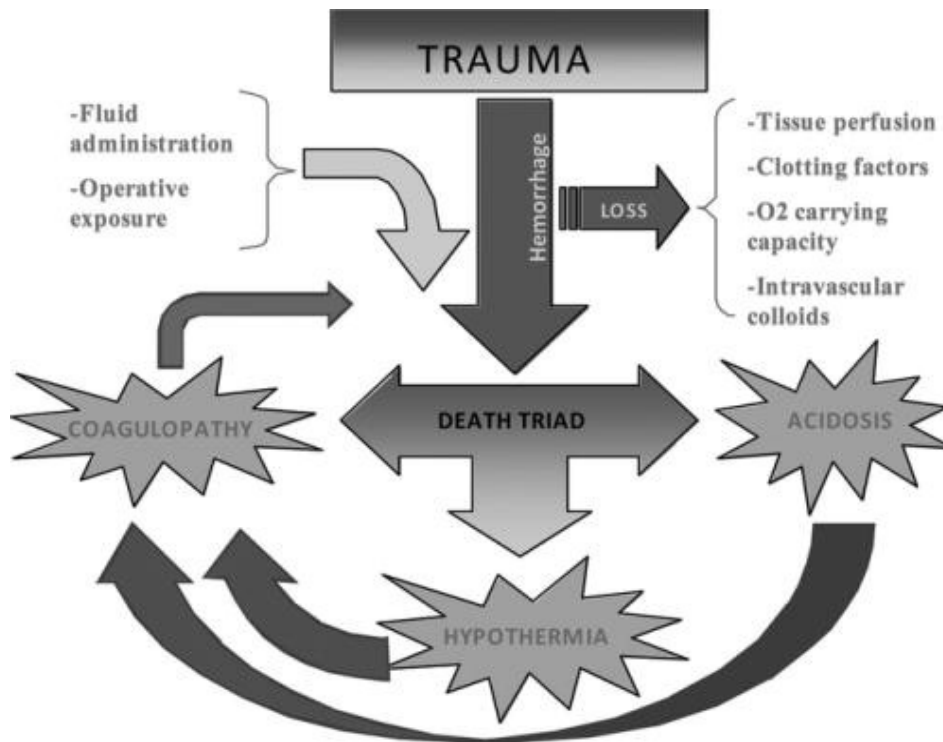 TRAUMA
-Fluid
administration
-Operative
exposure
Hemorrhage
LOSS
-Tissue perfusion
-Clotting factors
-O2 carrying
capacity
-Intravascular
colloids
COAGULOPATHY
DEATH TRIAD
ACIDOSIS
HYPOTHERMIA